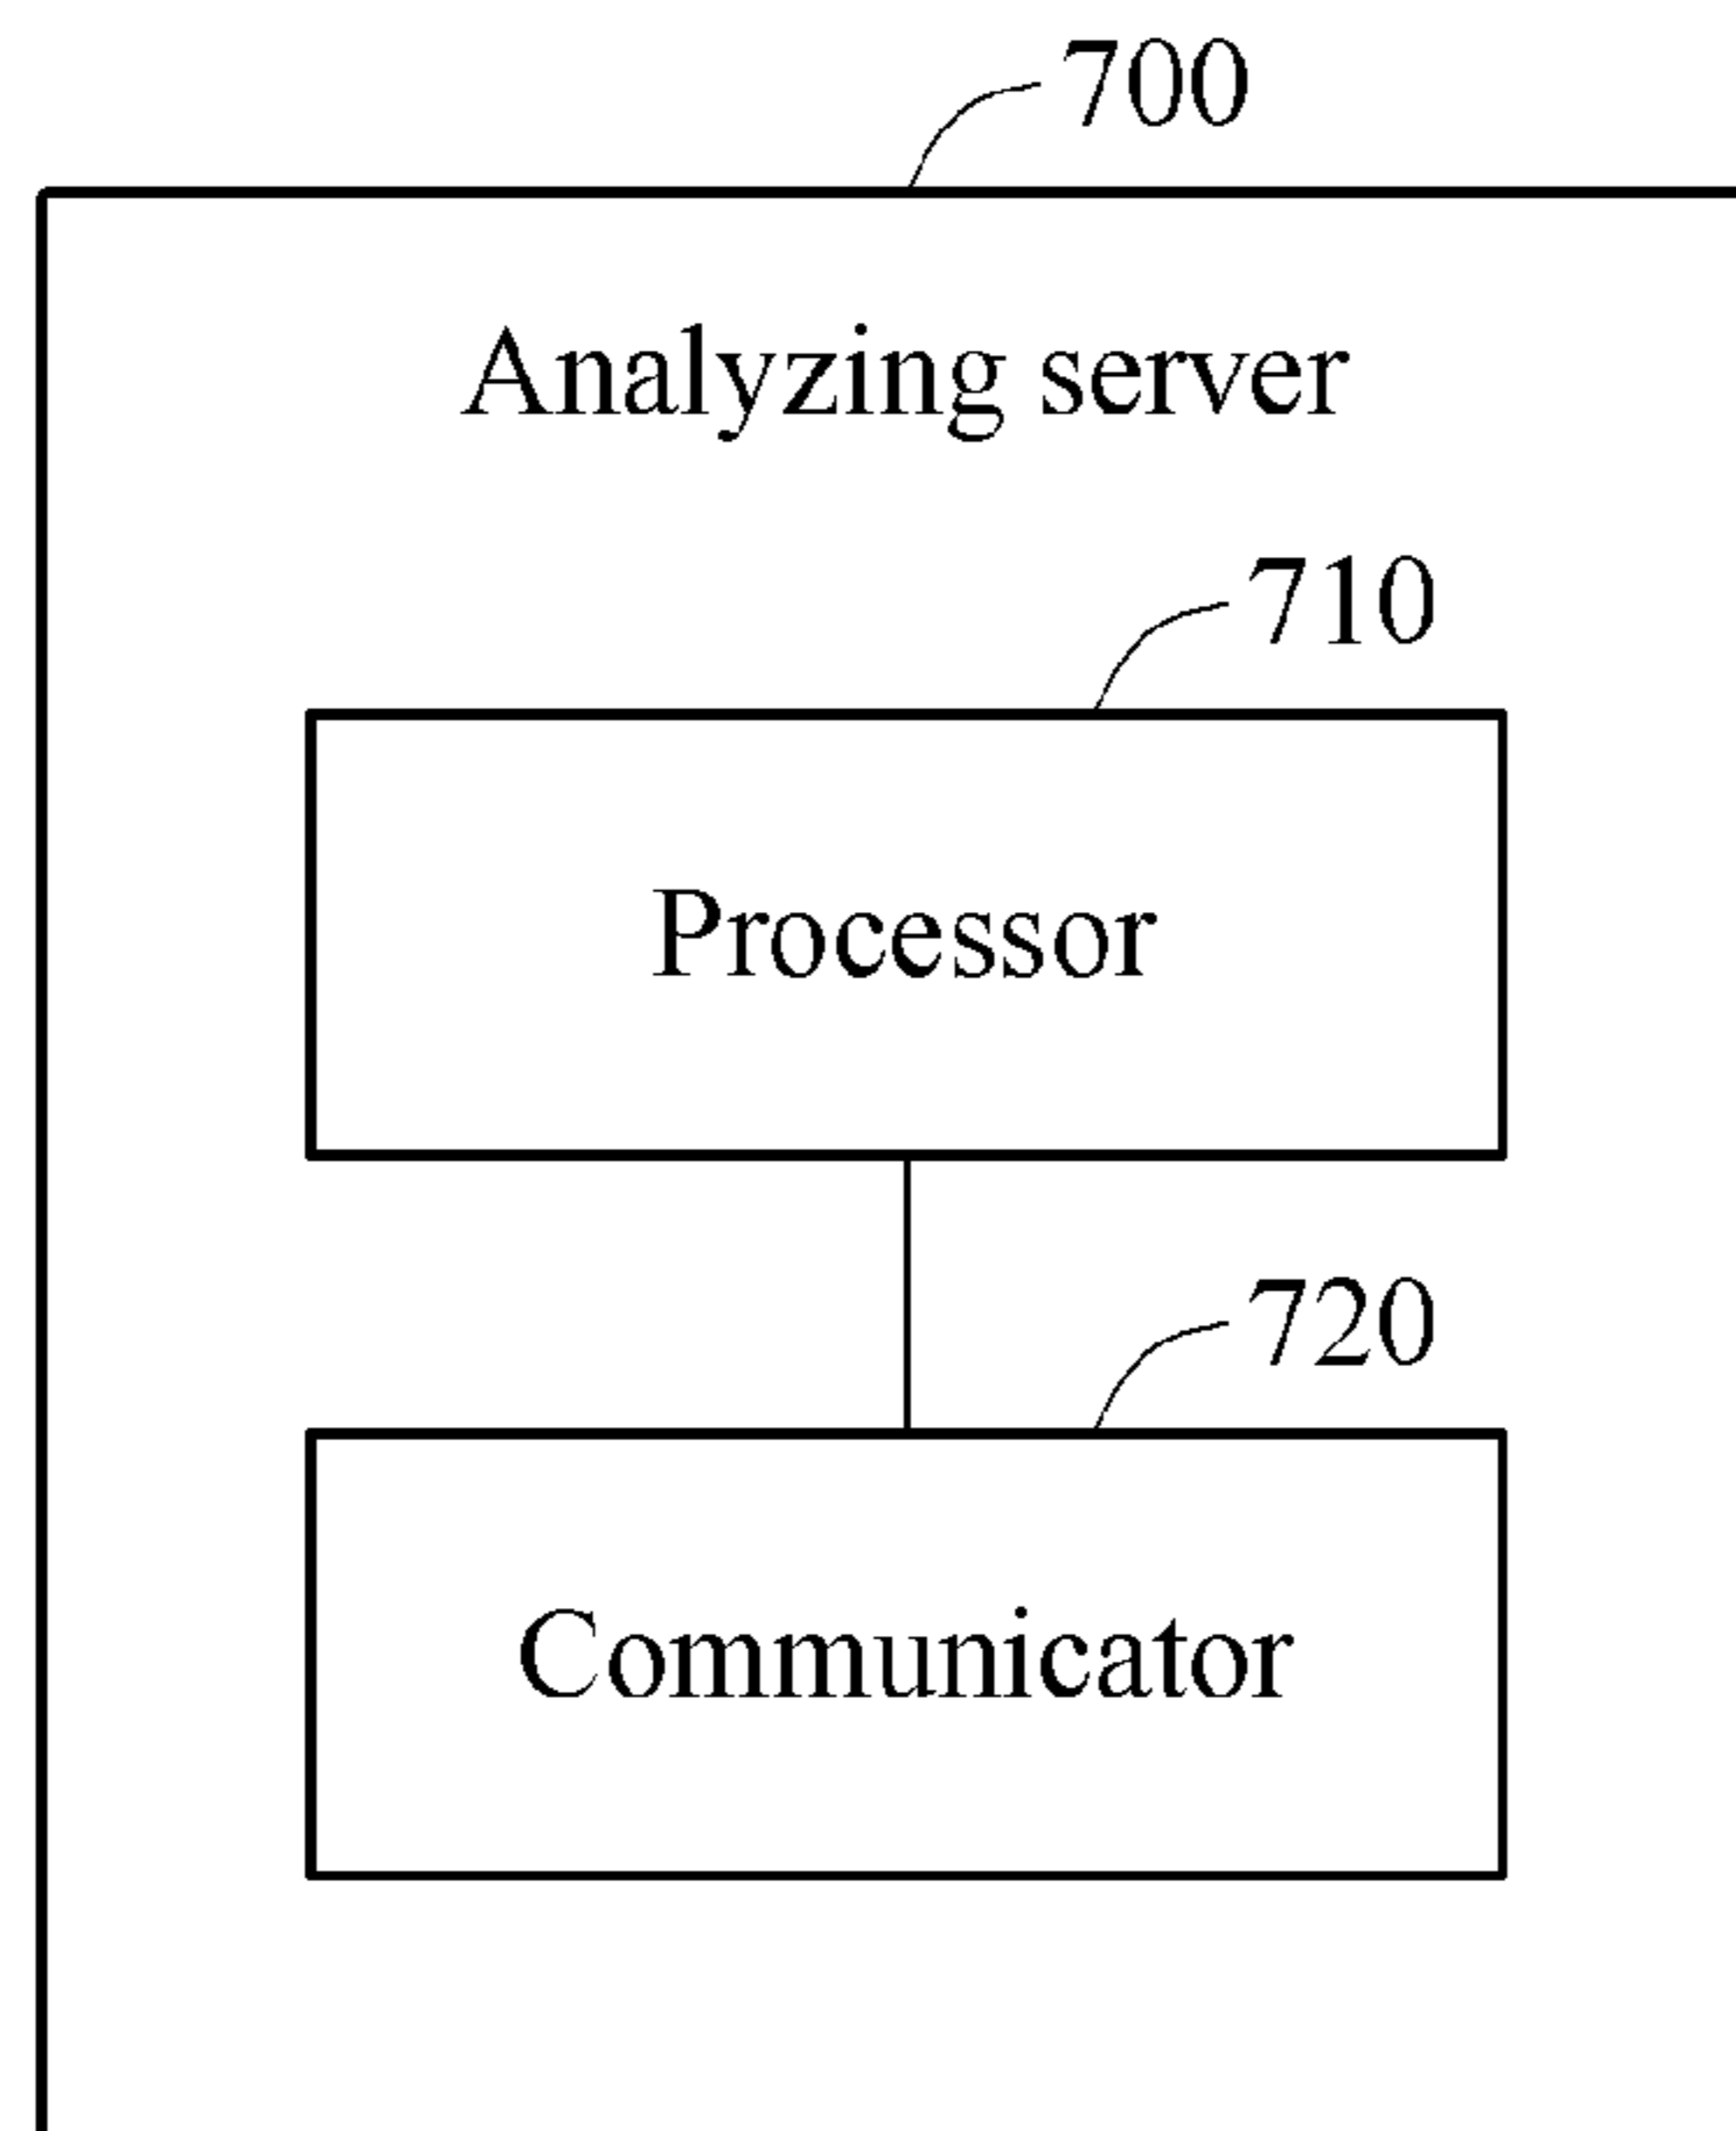 700
Analyzing server
710
Processor
720
Communicator